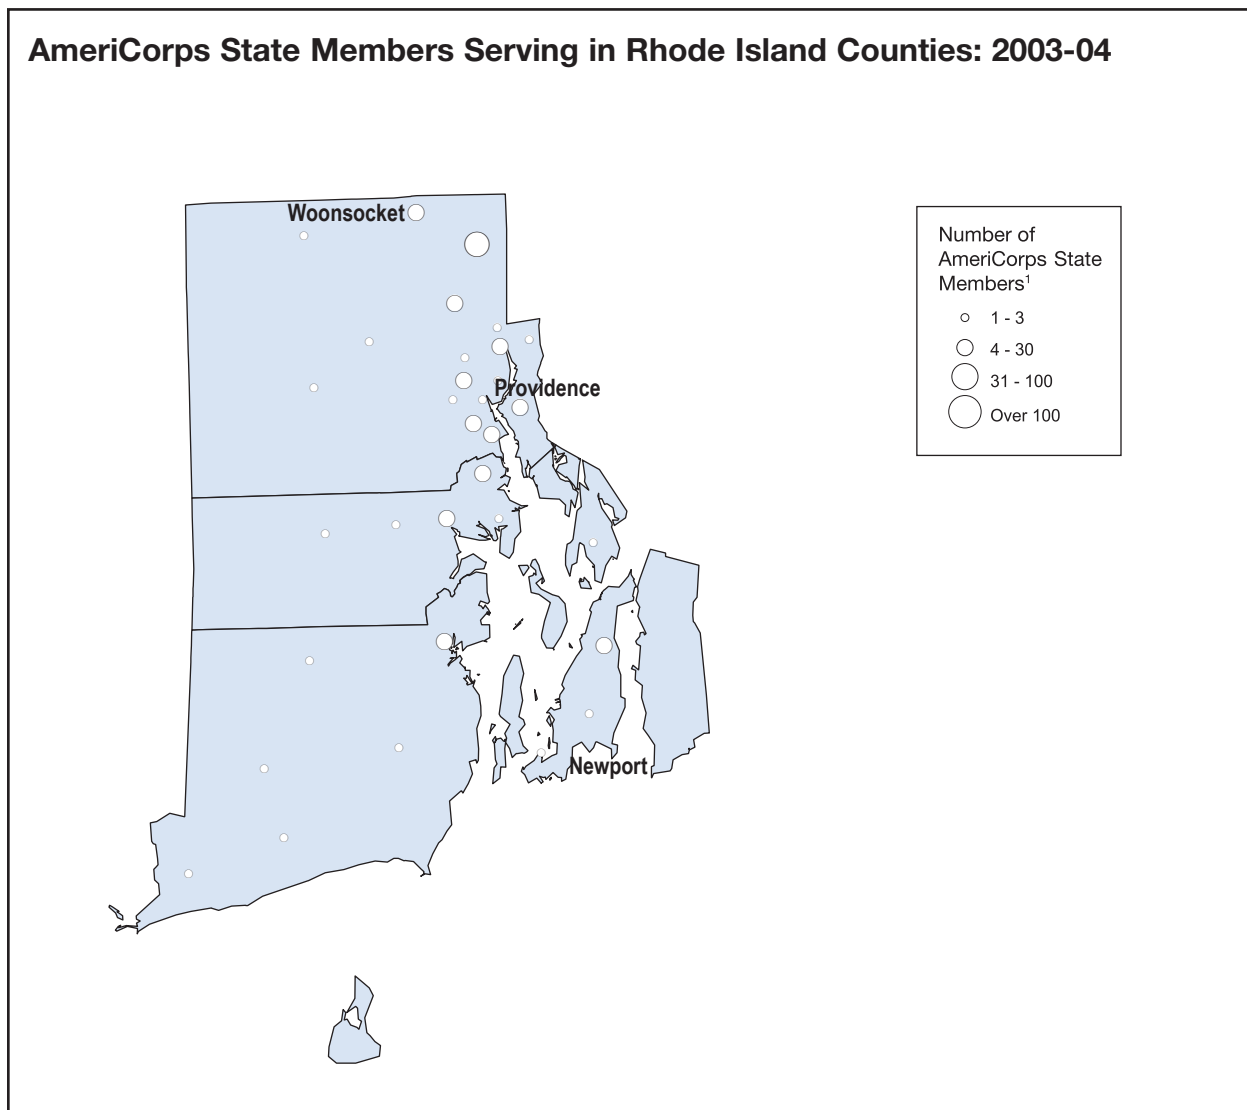 AmeriCorps State Members Serving in Rhode Island Counties: 2003-04
Woonsocket
Number of
AmeriCorps State
Members¹
1 - 3
4 - 30
31 - 100
Over 100
Providence
Newport